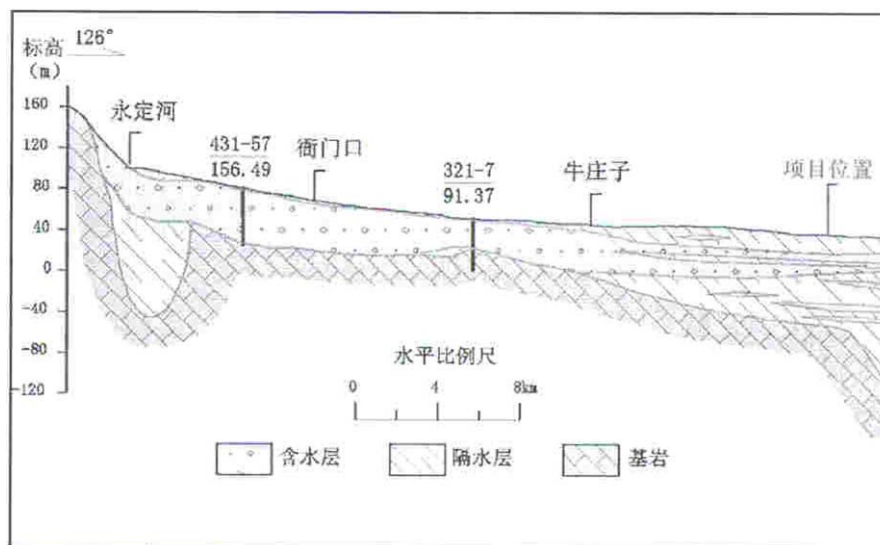 标高 126°
(m)
160
120
80
40
0
-40
-80
-120
永定河
431-57
156.49
衙门口
321-7
91.37
牛庄子
项目位置
水平比例尺
0 4 8km
含水层 隔水层 基岩